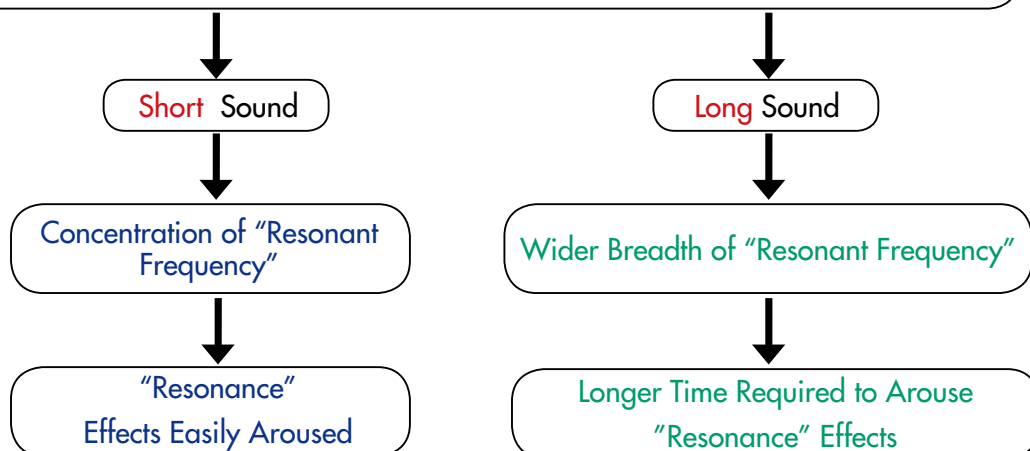 Short Sound
Long Sound
Concentration of "Resonant
Frequency"
Wider Breadth of "Resonant Frequency"
"Resonance"
Effects Easily Aroused
Longer Time Required to Arouse
"Resonance" Effects